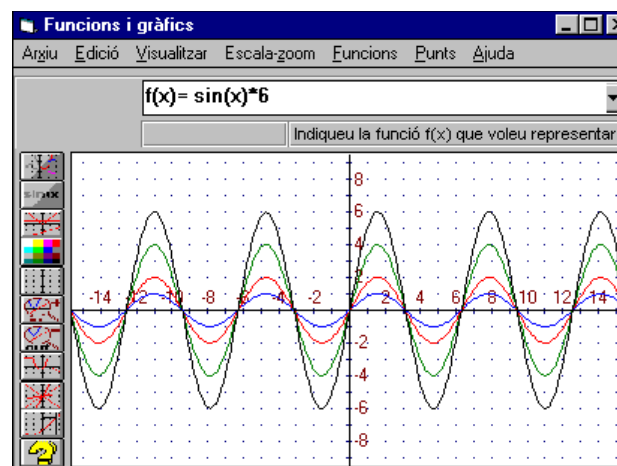 Funcions i gràfics
Arxiu Edició Visualitzar Escala-zoom Funcions Punts Ajuda
f(x)= sin(x)*6
Indiqueu la funció f(x) que voleu representar
sinix
8
6
4
2
-14 -12 -10 -8 -6 -4 -2 2 4 6 8 10 12 14
-2
-4
-6
-8